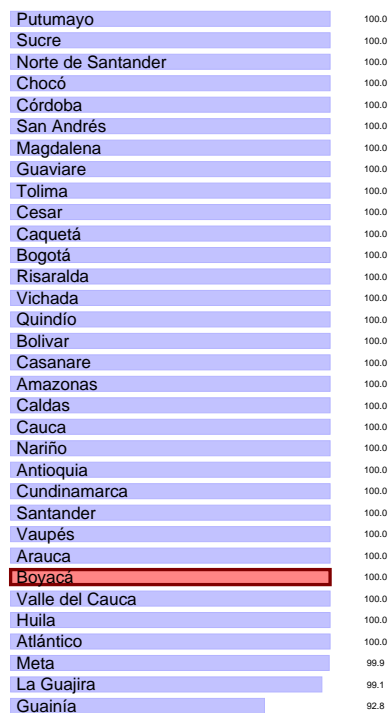 Putumayo 100.0
Sucre 100.0
Norte de Santander 100.0
Chocó 100.0
Córdoba 100.0
San Andrés 100.0
Magdalena 100.0
Guaviare 100.0
Tolima 100.0
Cesar 100.0
Caquetá 100.0
Bogotá 100.0
Risaralda 100.0
Vichada 100.0
Quindío 100.0
Bolivar 100.0
Casanare 100.0
Amazonas 100.0
Caldas 100.0
Cauca 100.0
Nariño 100.0
Antioquia 100.0
Cundinamarca 100.0
Santander 100.0
Vaupés 100.0
Arauca 100.0
Boyacá 100.0
Valle del Cauca 100.0
Huila 100.0
Atlántico 100.0
Meta 99.9
La Guajira 99.1
Guainía 92.8